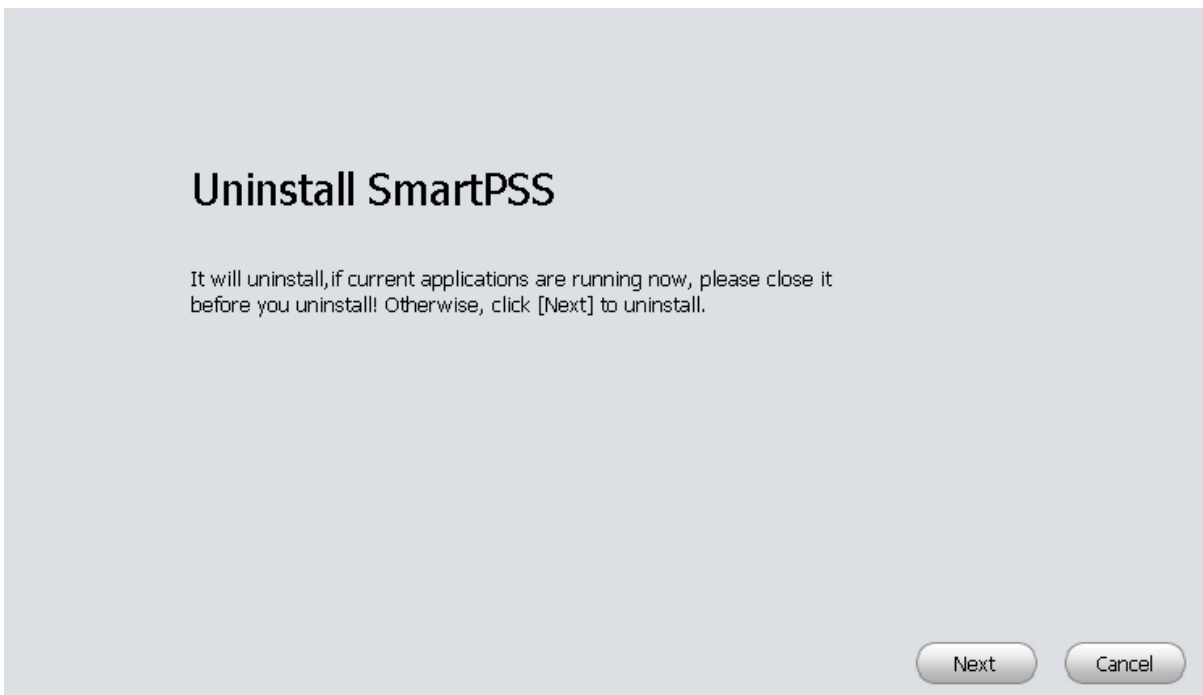 Uninstall SmartPSS
It will uninstall,if current applications are running now, please close it
before you uninstall! Otherwise, click [Next] to uninstall.
Next
Cancel